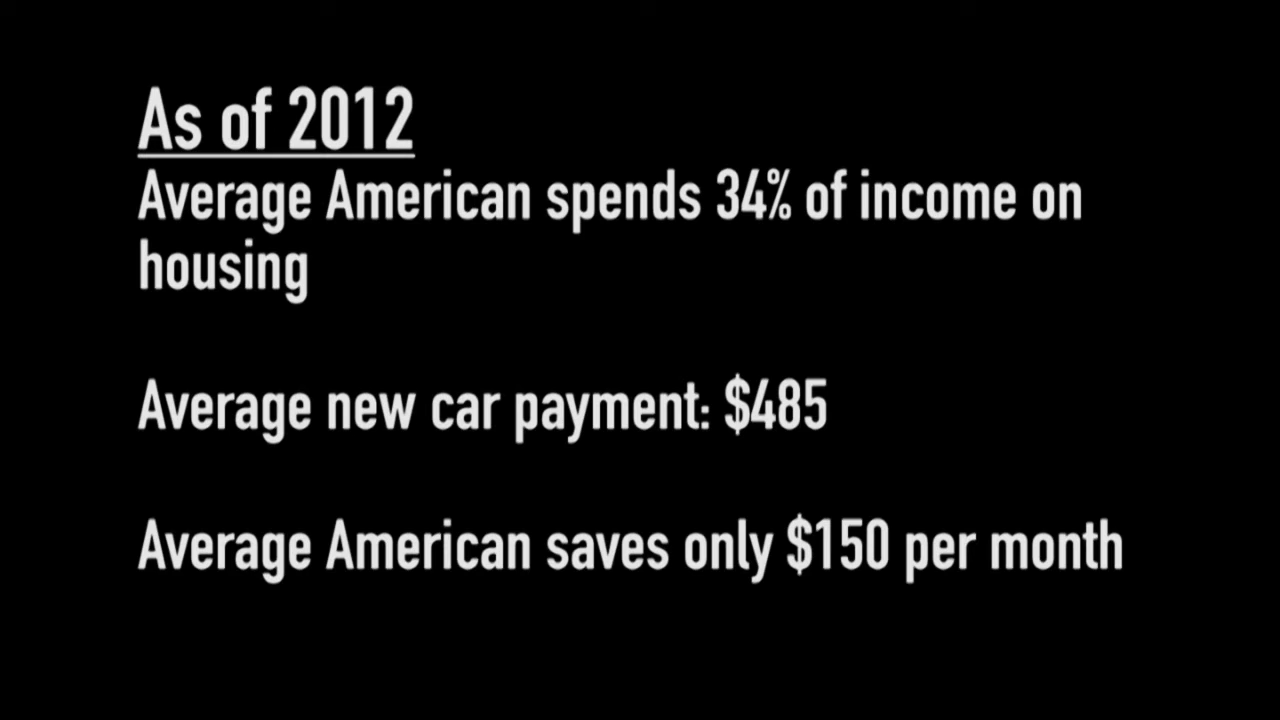 As of 2012
Average American spends 34% of income on
housing
Average new car payment: $485
Average American saves only $150 per month